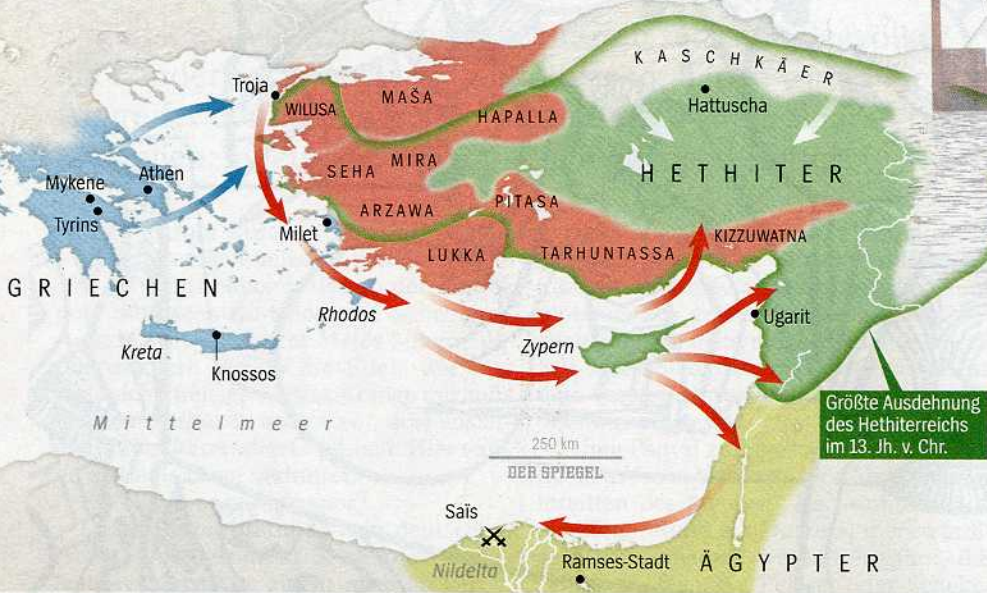 KASCHKÄER
Troja
MAŠA
WILUSA
Hattuscha
HAPALLA
MIRA
SEHA
HETHITER
Athen
Mykene
Tyrins
PITASA
ARZAWA
Milet
LUKKA
TARHUNTASSA
KIZZUWATNA
GRIECHEN
Rhodos
Ugarit
Zypern
Kreta
Knossos
Mittelmeer
Größte Ausdehnung
des Hethiterreichs
im 13. Jh. v. Chr.
250 km
DER SPIEGEL
Saïs
Nildelta
Ramses-Stadt
ÄGYPTER